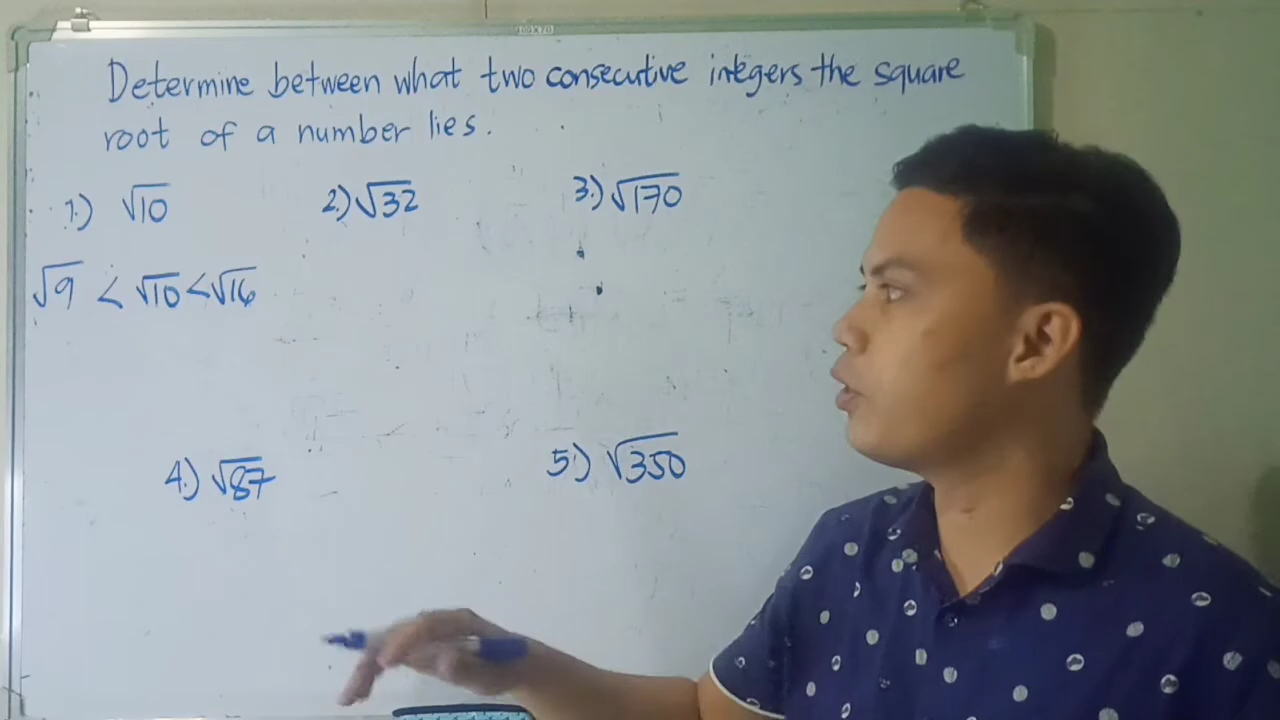 Determine between what two consecutive integers the square
root of a number lies.
1.) √10
2.) √32
3.) √170
√9 < √10 < √16
4.) √87
5.) √350